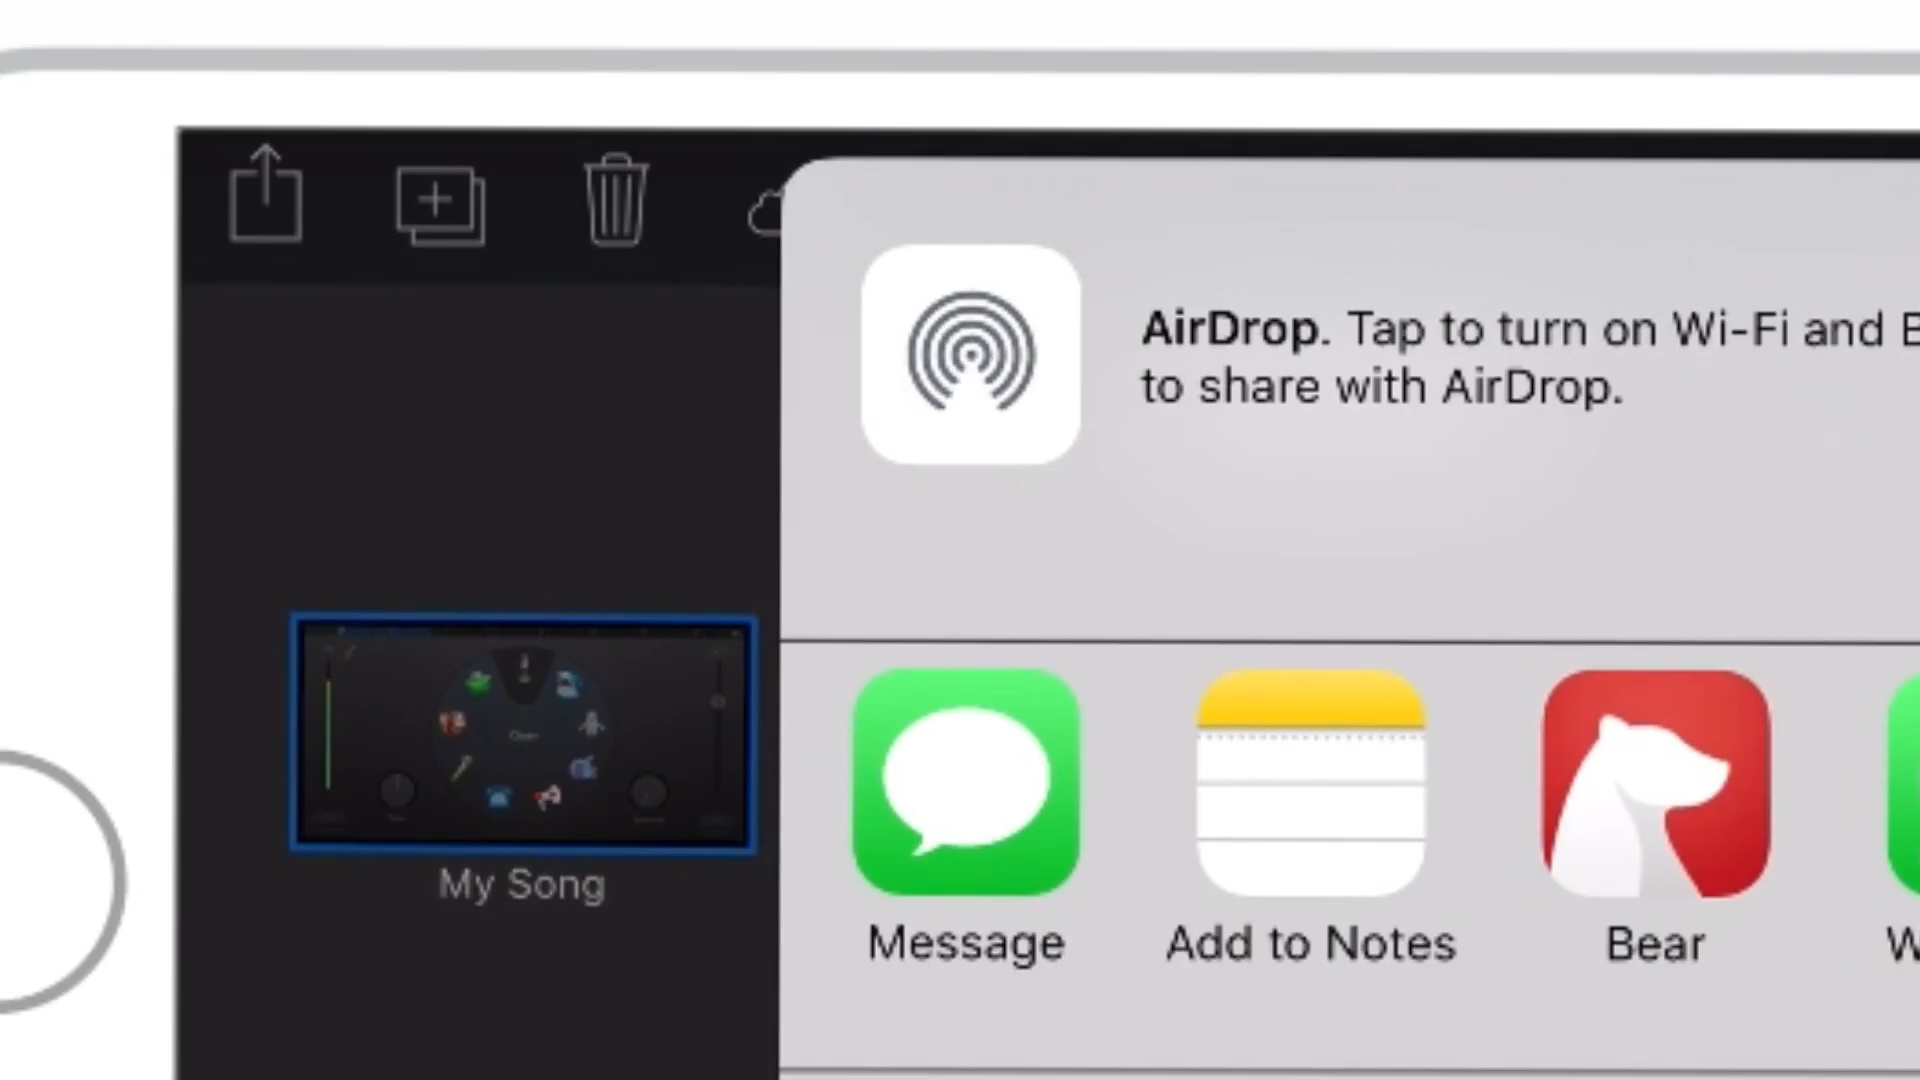 AirDrop. Tap to turn on Wi-Fi and B
to share with AirDrop.
My Song
Message
Add to Notes
Bear
W